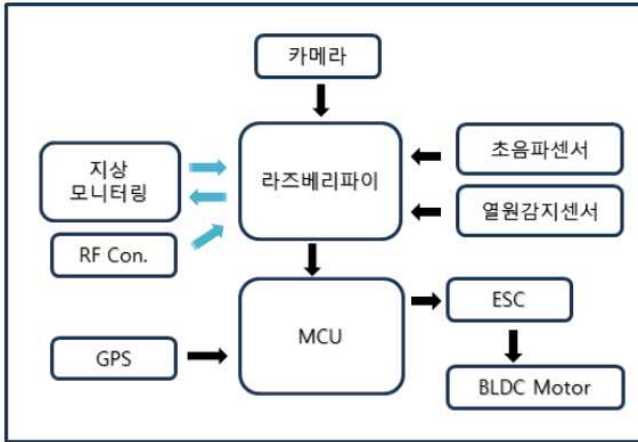 카메라
지상
모니터링
라즈베리파이
초음파센서
열원감지센서
RF Con.
MCU
ESC
GPS
BLDC Motor